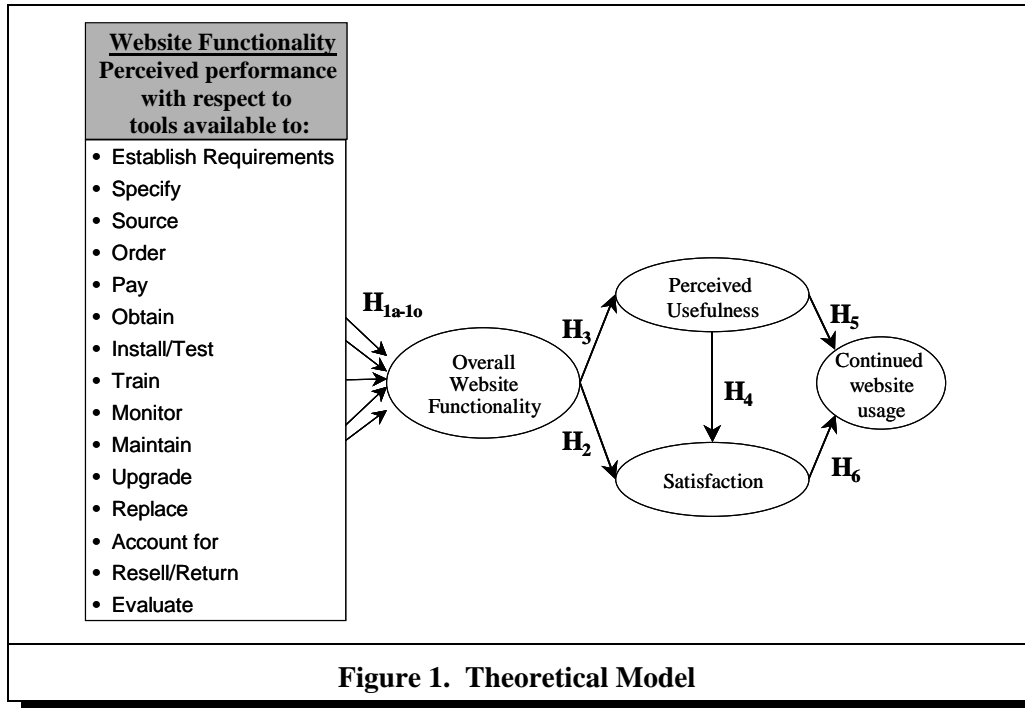 Website Functionality
Perceived performance
with respect to
tools available to:
• Establish Requirements
• Specify
• Source
• Order
• Pay
• Obtain
• Install/Test
• Train
• Monitor
• Maintain
• Upgrade
• Replace
• Account for
• Resell/Return
• Evaluate
H1a-1o
Overall
Website
Functionality
H3
H2
Perceived
Usefulness
H4
Satisfaction
H5
H6
Continued
website
usage
Figure 1. Theoretical Model